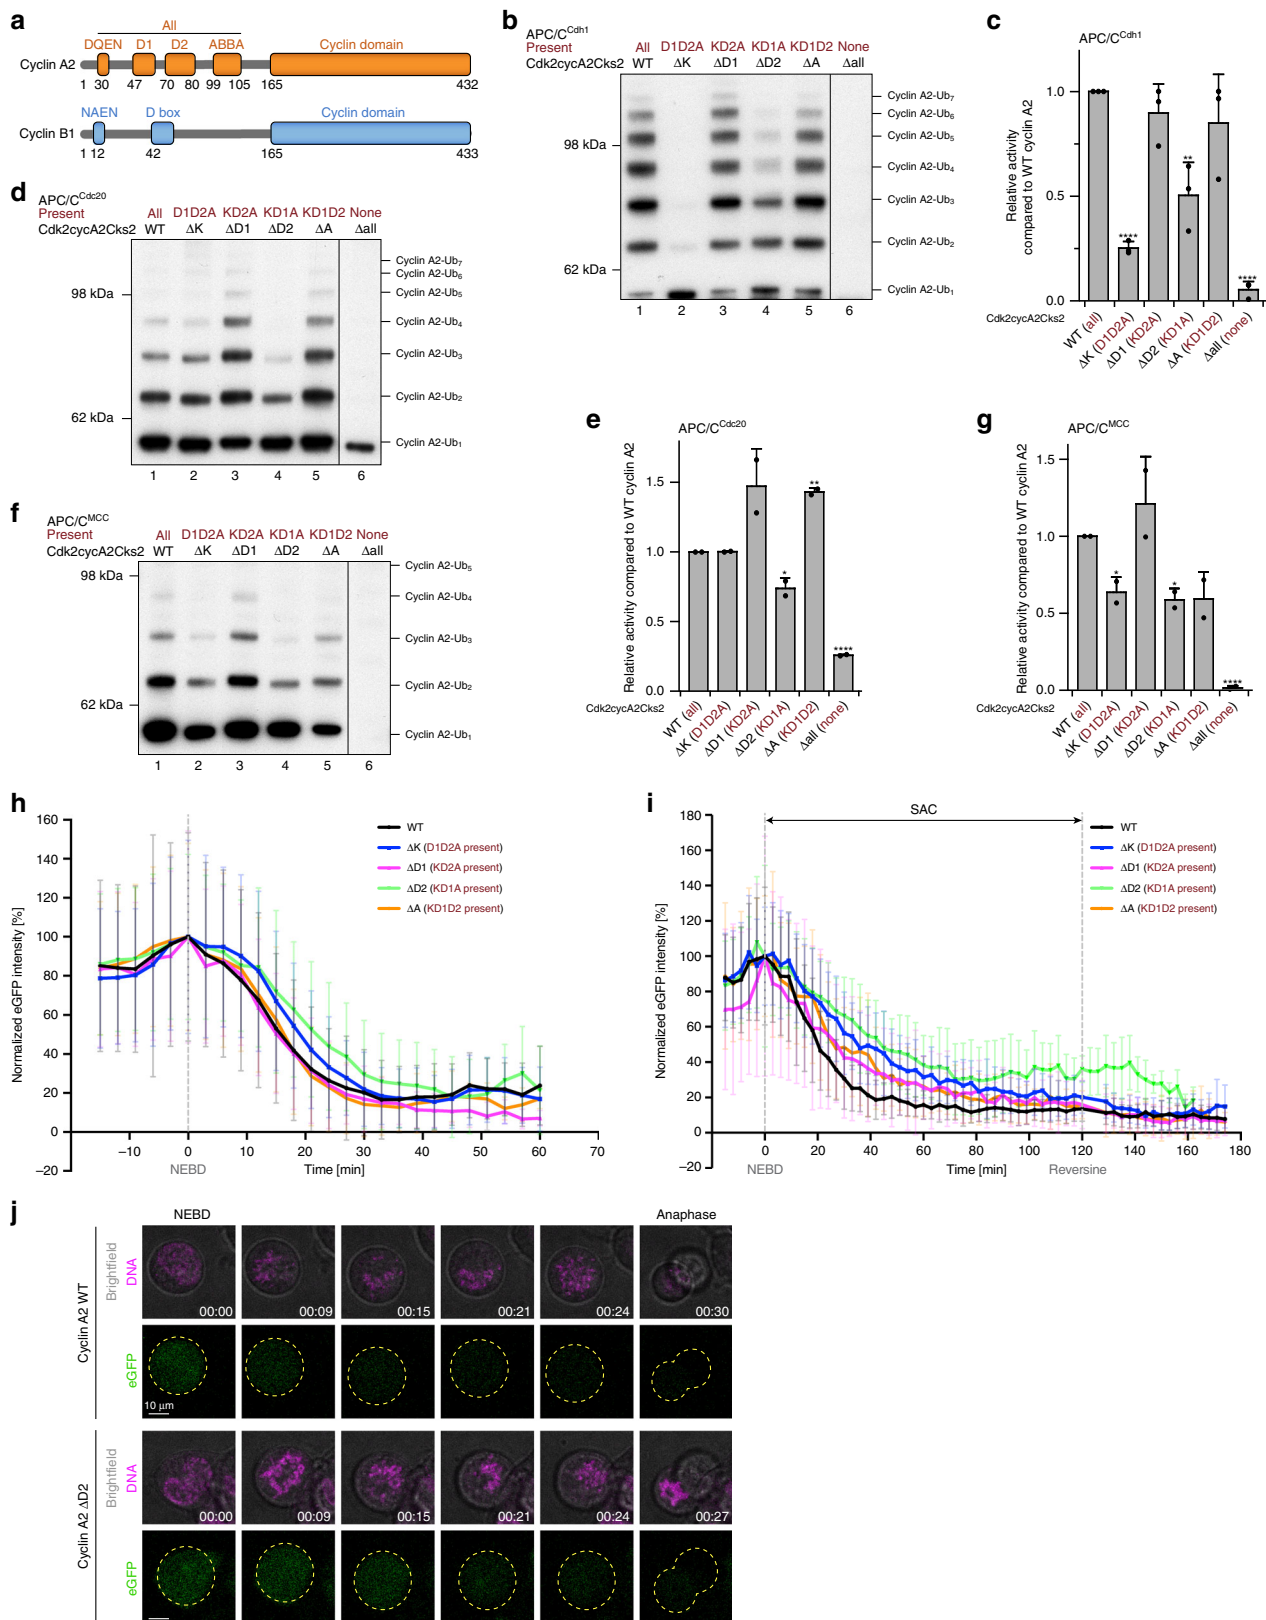 a
All
DQEN D1 D2 ABBA Cyclin domain
Cyclin A2
1 30 47 70 80 99 105 165 432
NAEN D box Cyclin domain
Cyclin B1
1 12 42 165 433
b
APC/C^Cdh1
Present All D1D2A KD2A KD1A KD1D2 None
Cdk2cycA2Cks2 WT ΔK ΔD1 ΔD2 ΔA Δall
98 kDa
62 kDa
Cyclin A2-Ub₇
Cyclin A2-Ub₆
Cyclin A2-Ub₅
Cyclin A2-Ub₄
Cyclin A2-Ub₃
Cyclin A2-Ub₂
Cyclin A2-Ub₁
1 2 3 4 5 6
c
APC/C^Cdh1
Relative activity
compared to WT cyclin A2
1.0
0.5
0.0
****
**
****
Cdk2cycA2Cks2
WT (all)
ΔK (D1D2A)
ΔD1 (KD2A)
ΔD2 (KD1A)
ΔA (KD1D2)
Δall (none)
d
APC/C^Cdc20
Present All D1D2A KD2A KD1A KD1D2 None
Cdk2cycA2Cks2 WT ΔK ΔD1 ΔD2 ΔA Δall
98 kDa
62 kDa
Cyclin A2-Ub₇
Cyclin A2-Ub₆
Cyclin A2-Ub₅
Cyclin A2-Ub₄
Cyclin A2-Ub₃
Cyclin A2-Ub₂
Cyclin A2-Ub₁
1 2 3 4 5 6
e
APC/C^Cdc20
Relative activity compared to WT cyclin A2
1.5
1.0
0.5
0.0
*
**
****
Cdk2cycA2Cks2
WT (all)
ΔK (D1D2A)
ΔD1 (KD2A)
ΔD2 (KD1A)
ΔA (KD1D2)
Δall (none)
f
APC/C^MCC
Present All D1D2A KD2A KD1A KD1D2 None
Cdk2cycA2Cks2 WT ΔK ΔD1 ΔD2 ΔA Δall
98 kDa
62 kDa
Cyclin A2-Ub₅
Cyclin A2-Ub₄
Cyclin A2-Ub₃
Cyclin A2-Ub₂
Cyclin A2-Ub₁
1 2 3 4 5 6
g
APC/C^MCC
Relative activity compared to WT cyclin A2
1.5
1.0
0.5
0.0
*
*
****
Cdk2cycA2Cks2
WT (all)
ΔK (D1D2A)
ΔD1 (KD2A)
ΔD2 (KD1A)
ΔA (KD1D2)
Δall (none)
h
Normalized eGFP intensity [%]
160
140
120
100
80
60
40
20
0
−20
WT
ΔK (D1D2A present)
ΔD1 (KD2A present)
ΔD2 (KD1A present)
ΔA (KD1D2 present)
−10 0 10 20 30 40 50 60 70
NEBD Time [min]
i
Normalized eGFP intensity [%]
180
160
140
120
100
80
60
40
20
0
−20
SAC
WT
ΔK (D1D2A present)
ΔD1 (KD2A present)
ΔD2 (KD1A present)
ΔA (KD1D2 present)
0 20 40 60 80 100 120 140 160 180
NEBD Time [min] Reversine
j
NEBD Anaphase
Cyclin A2 WT
Brightfield
DNA
00:00 00:09 00:15 00:21 00:24 00:30
eGFP
10 µm
Cyclin A2 ΔD2
Brightfield
DNA
00:00 00:09 00:15 00:21 00:24 00:27
eGFP